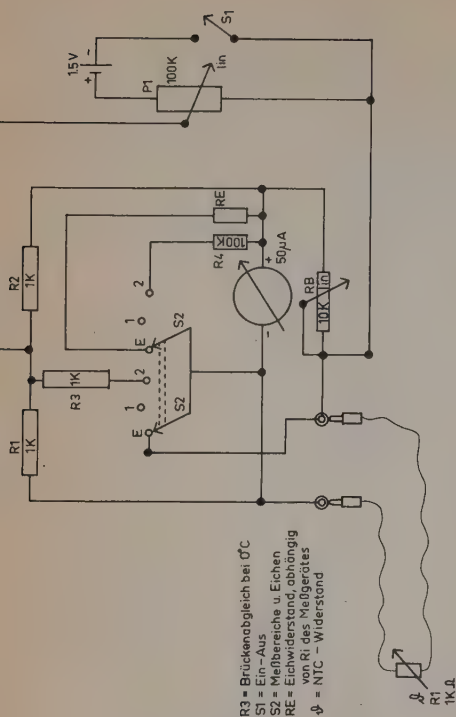 1.5V
+
-
S1
P1
100K
lin
R2
1K
R1
1K
R3
1K
RE
R4
100K
2
1
E
S2
2
1
E
S2
50µA
+
-
RB
10K lin
R3 = Brückenabgleich bei 0°C
S1 = Ein-Aus
S2 = Meßbereiche u. Eichen
RE = Eichwiderstand, abhängig
von Ri des Meßgerätes
ϑ = NTC - Widerstand
ϑ
R1
1KΩ